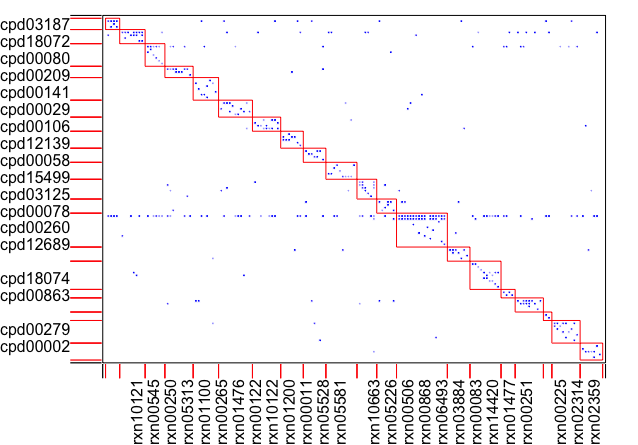 cpd03187
cpd18072
cpd00080
cpd00209
cpd00141
cpd00029
cpd00106
cpd12139
cpd00058
cpd15499
cpd03125
cpd00078
cpd00260
cpd12689
cpd18074
cpd00863
cpd00279
cpd00002
rxn10121
rxn00545
rxn00250
rxn05313
rxn01100
rxn00265
rxn01476
rxn00122
rxn10122
rxn01200
rxn00011
rxn05528
rxn05581
rxn10663
rxn05226
rxn00506
rxn00868
rxn06493
rxn03884
rxn00083
rxn14420
rxn01477
rxn00251
rxn00225
rxn02314
rxn02359